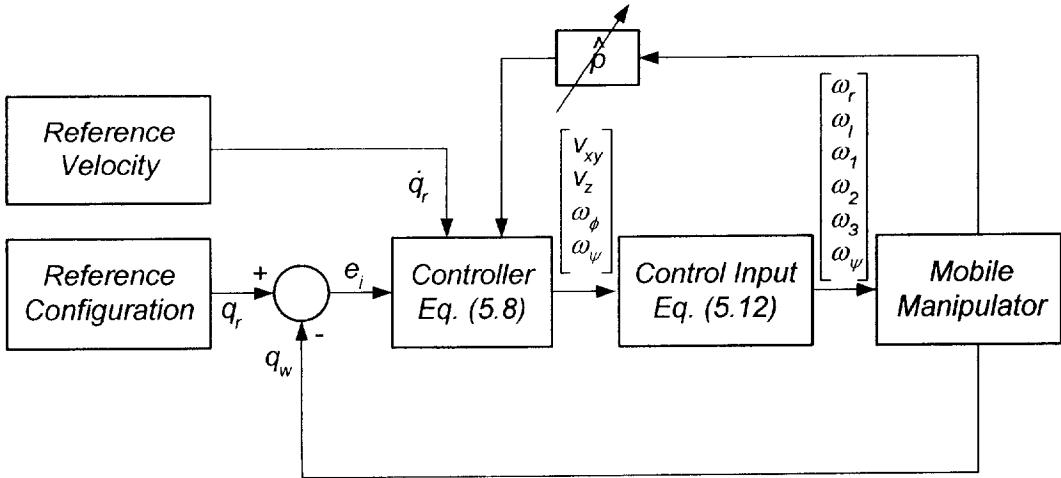 p̂
Reference
Velocity
q̇r
Reference
Configuration
+
qr
-
qw
ei
Controller
Eq. (5.8)
vxy
vz
ωϕ
ωψ
Control Input
Eq. (5.12)
ωr
ωl
ω1
ω2
ω3
ωψ
Mobile
Manipulator